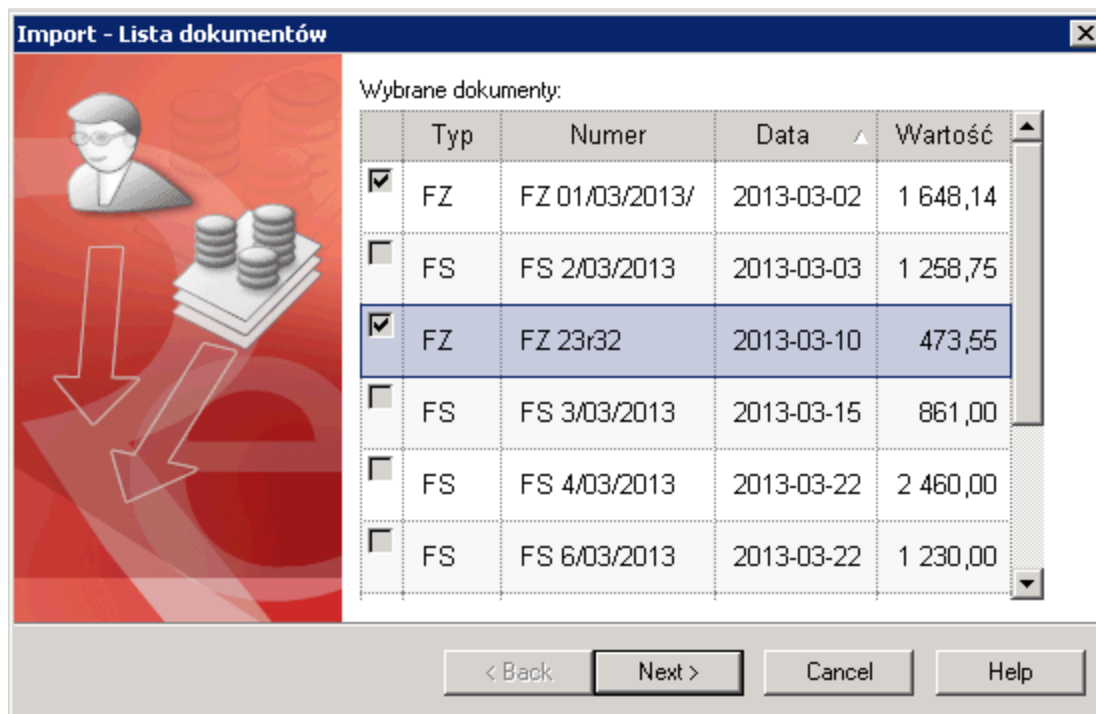 Import - Lista dokumentów
Wybrane dokumenty:
Typ Numer Data Wartość
FZ FZ 01/03/2013/ 2013-03-02 1 648,14
FS FS 2/03/2013 2013-03-03 1 258,75
FZ FZ 23r32 2013-03-10 473,55
FS FS 3/03/2013 2013-03-15 861,00
FS FS 4/03/2013 2013-03-22 2 460,00
FS FS 6/03/2013 2013-03-22 1 230,00
< Back Next > Cancel Help